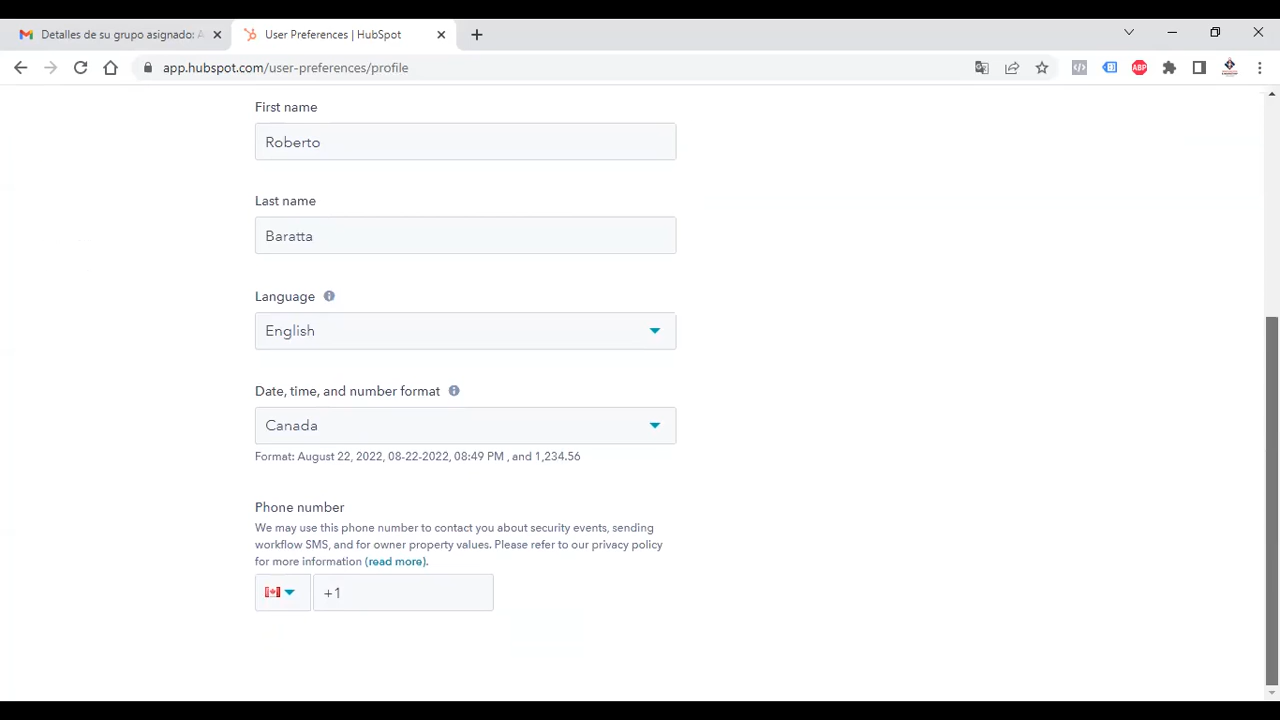 Detalles de su grupo asignado: A
User Preferences | HubSpot
app.hubspot.com/user-preferences/profile
ABP
First name
Roberto
Last name
Baratta
Language
English
Date, time, and number format
Canada
Format: August 22, 2022, 08-22-2022, 08:49 PM , and 1,234.56
Phone number
We may use this phone number to contact you about security events, sending
workflow SMS, and for owner property values. Please refer to our privacy policy
for more information (read more).
+1